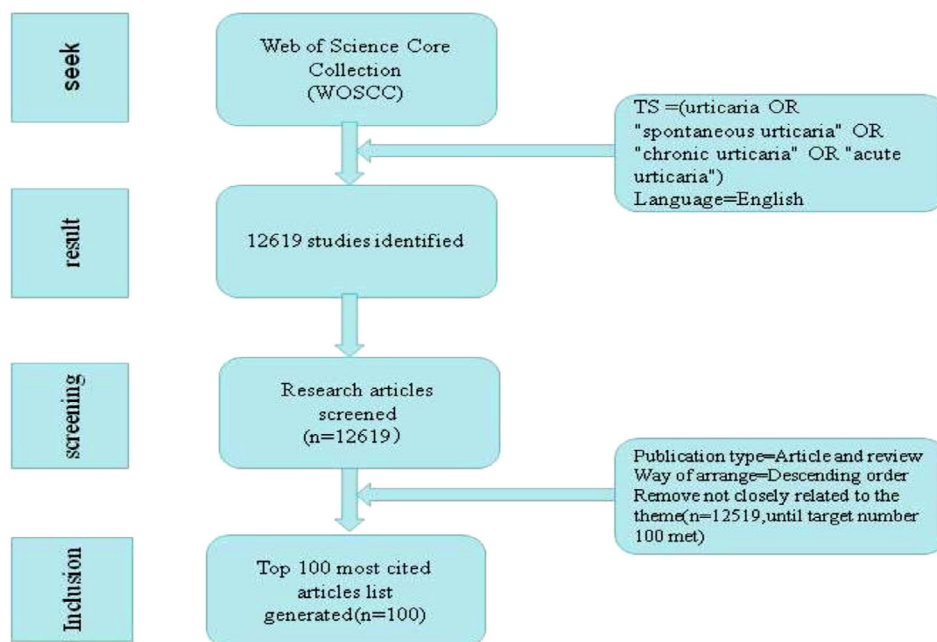 seek
Web of Science Core
Collection
(WOSCC)
TS =(urticaria OR
"spontaneous urticaria" OR
"chronic urticaria" OR "acute
urticaria")
Language=English
result
12619 studies identified
screening
Research articles
screened
(n=12619)
Publication type=Article and review
Way of arrange=Descending order
Remove not closely related to the
theme(n=12519,until target number
100 met)
Inclusion
Top 100 most cited
articles list
generated(n=100)